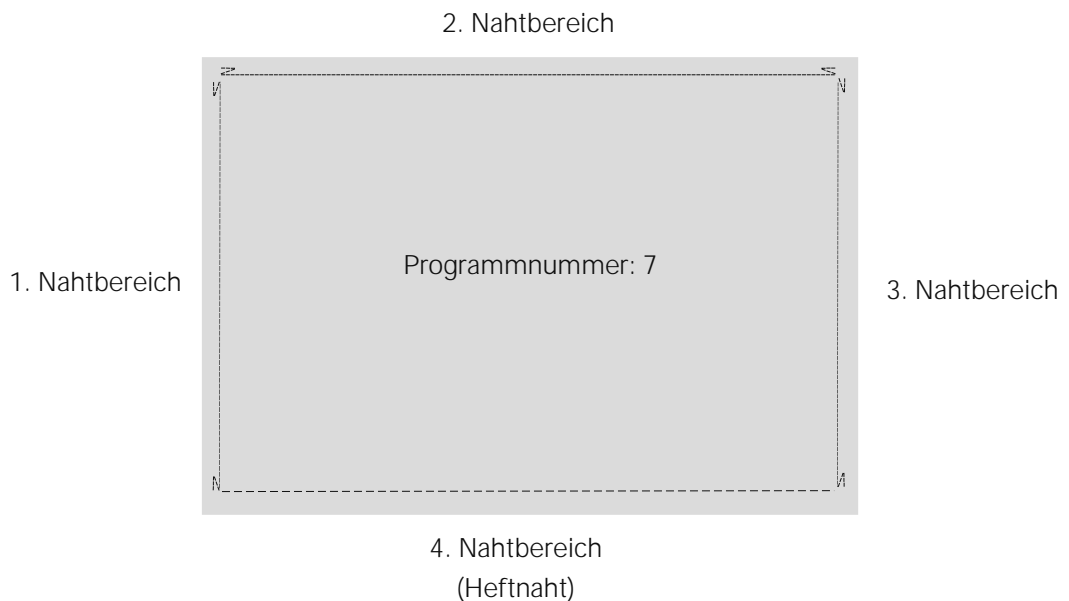 2. Nahtbereich
Programmnummer: 7
1. Nahtbereich
3. Nahtbereich
4. Nahtbereich
(Heftnaht)